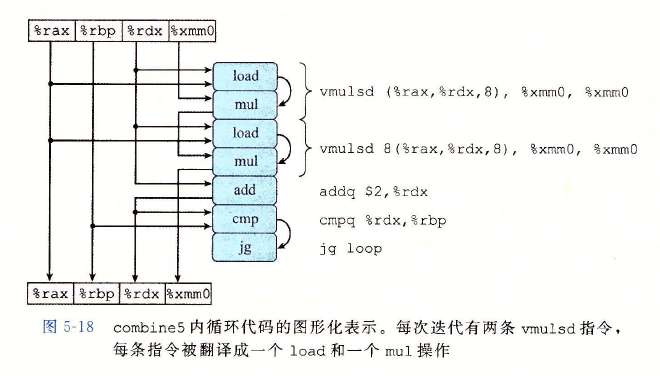 %rax %rbp %rdx %xmm0
load
mul
vmulsd (%rax,%rdx,8), %xmm0, %xmm0
load
mul
vmulsd 8(%rax,%rdx,8), %xmm0, %xmm0
add addq $2,%rdx
cmp cmpq %rdx,%rbp
jg jg loop
%rax %rbp %rdx %xmm0
图 5-18 combine5 内循环代码的图形化表示。每次迭代有两条 vmulsd 指令，
每条指令被翻译成一个 load 和一个 mul 操作